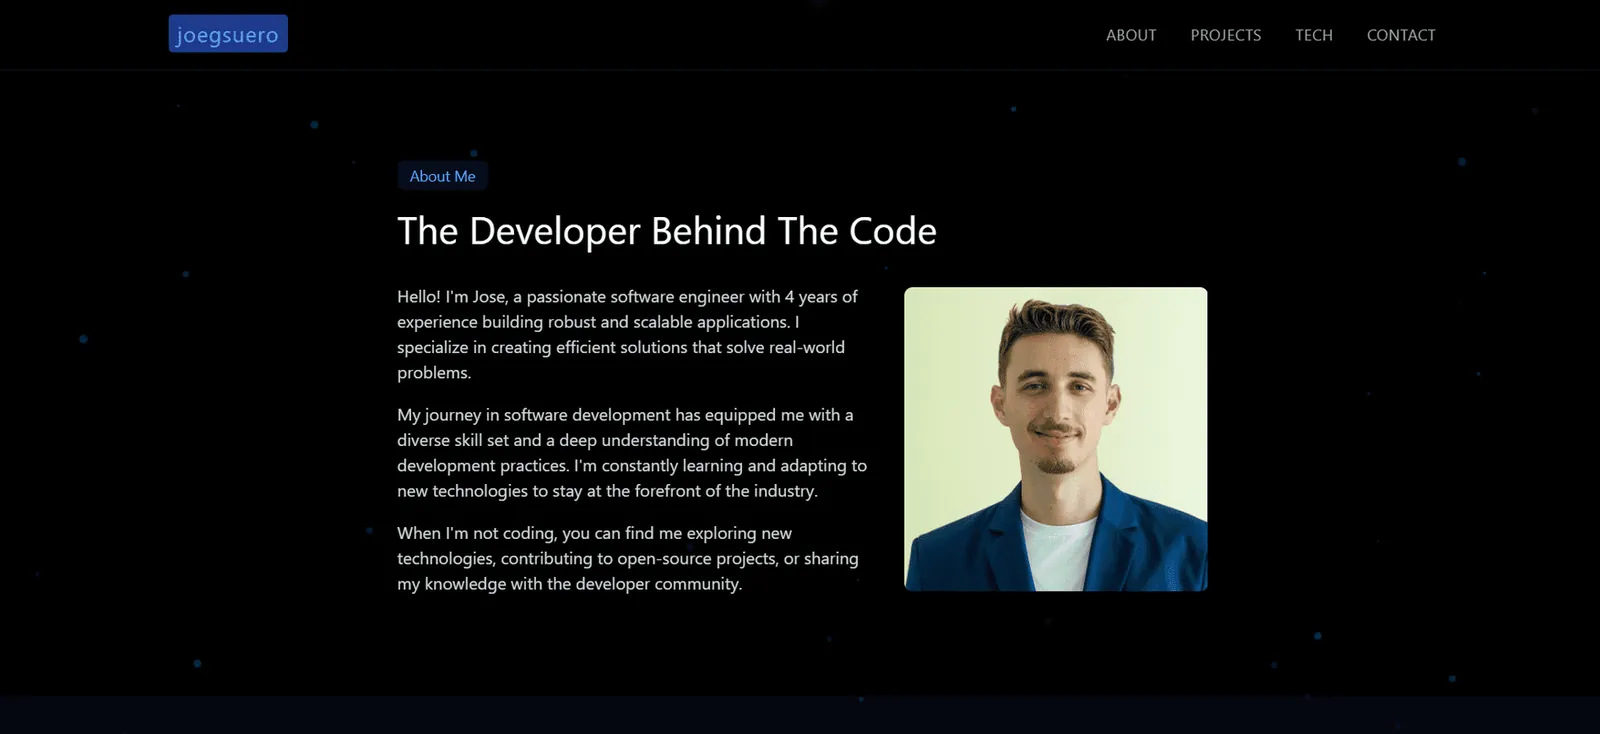 joegsuero
ABOUT PROJECTS TECH CONTACT
About Me
The Developer Behind The Code
Hello! I'm Jose, a passionate software engineer with 4 years of
experience building robust and scalable applications. I
specialize in creating efficient solutions that solve real-world
problems.
My journey in software development has equipped me with a
diverse skill set and a deep understanding of modern
development practices. I'm constantly learning and adapting to
new technologies to stay at the forefront of the industry.
When I'm not coding, you can find me exploring new
technologies, contributing to open-source projects, or sharing
my knowledge with the developer community.